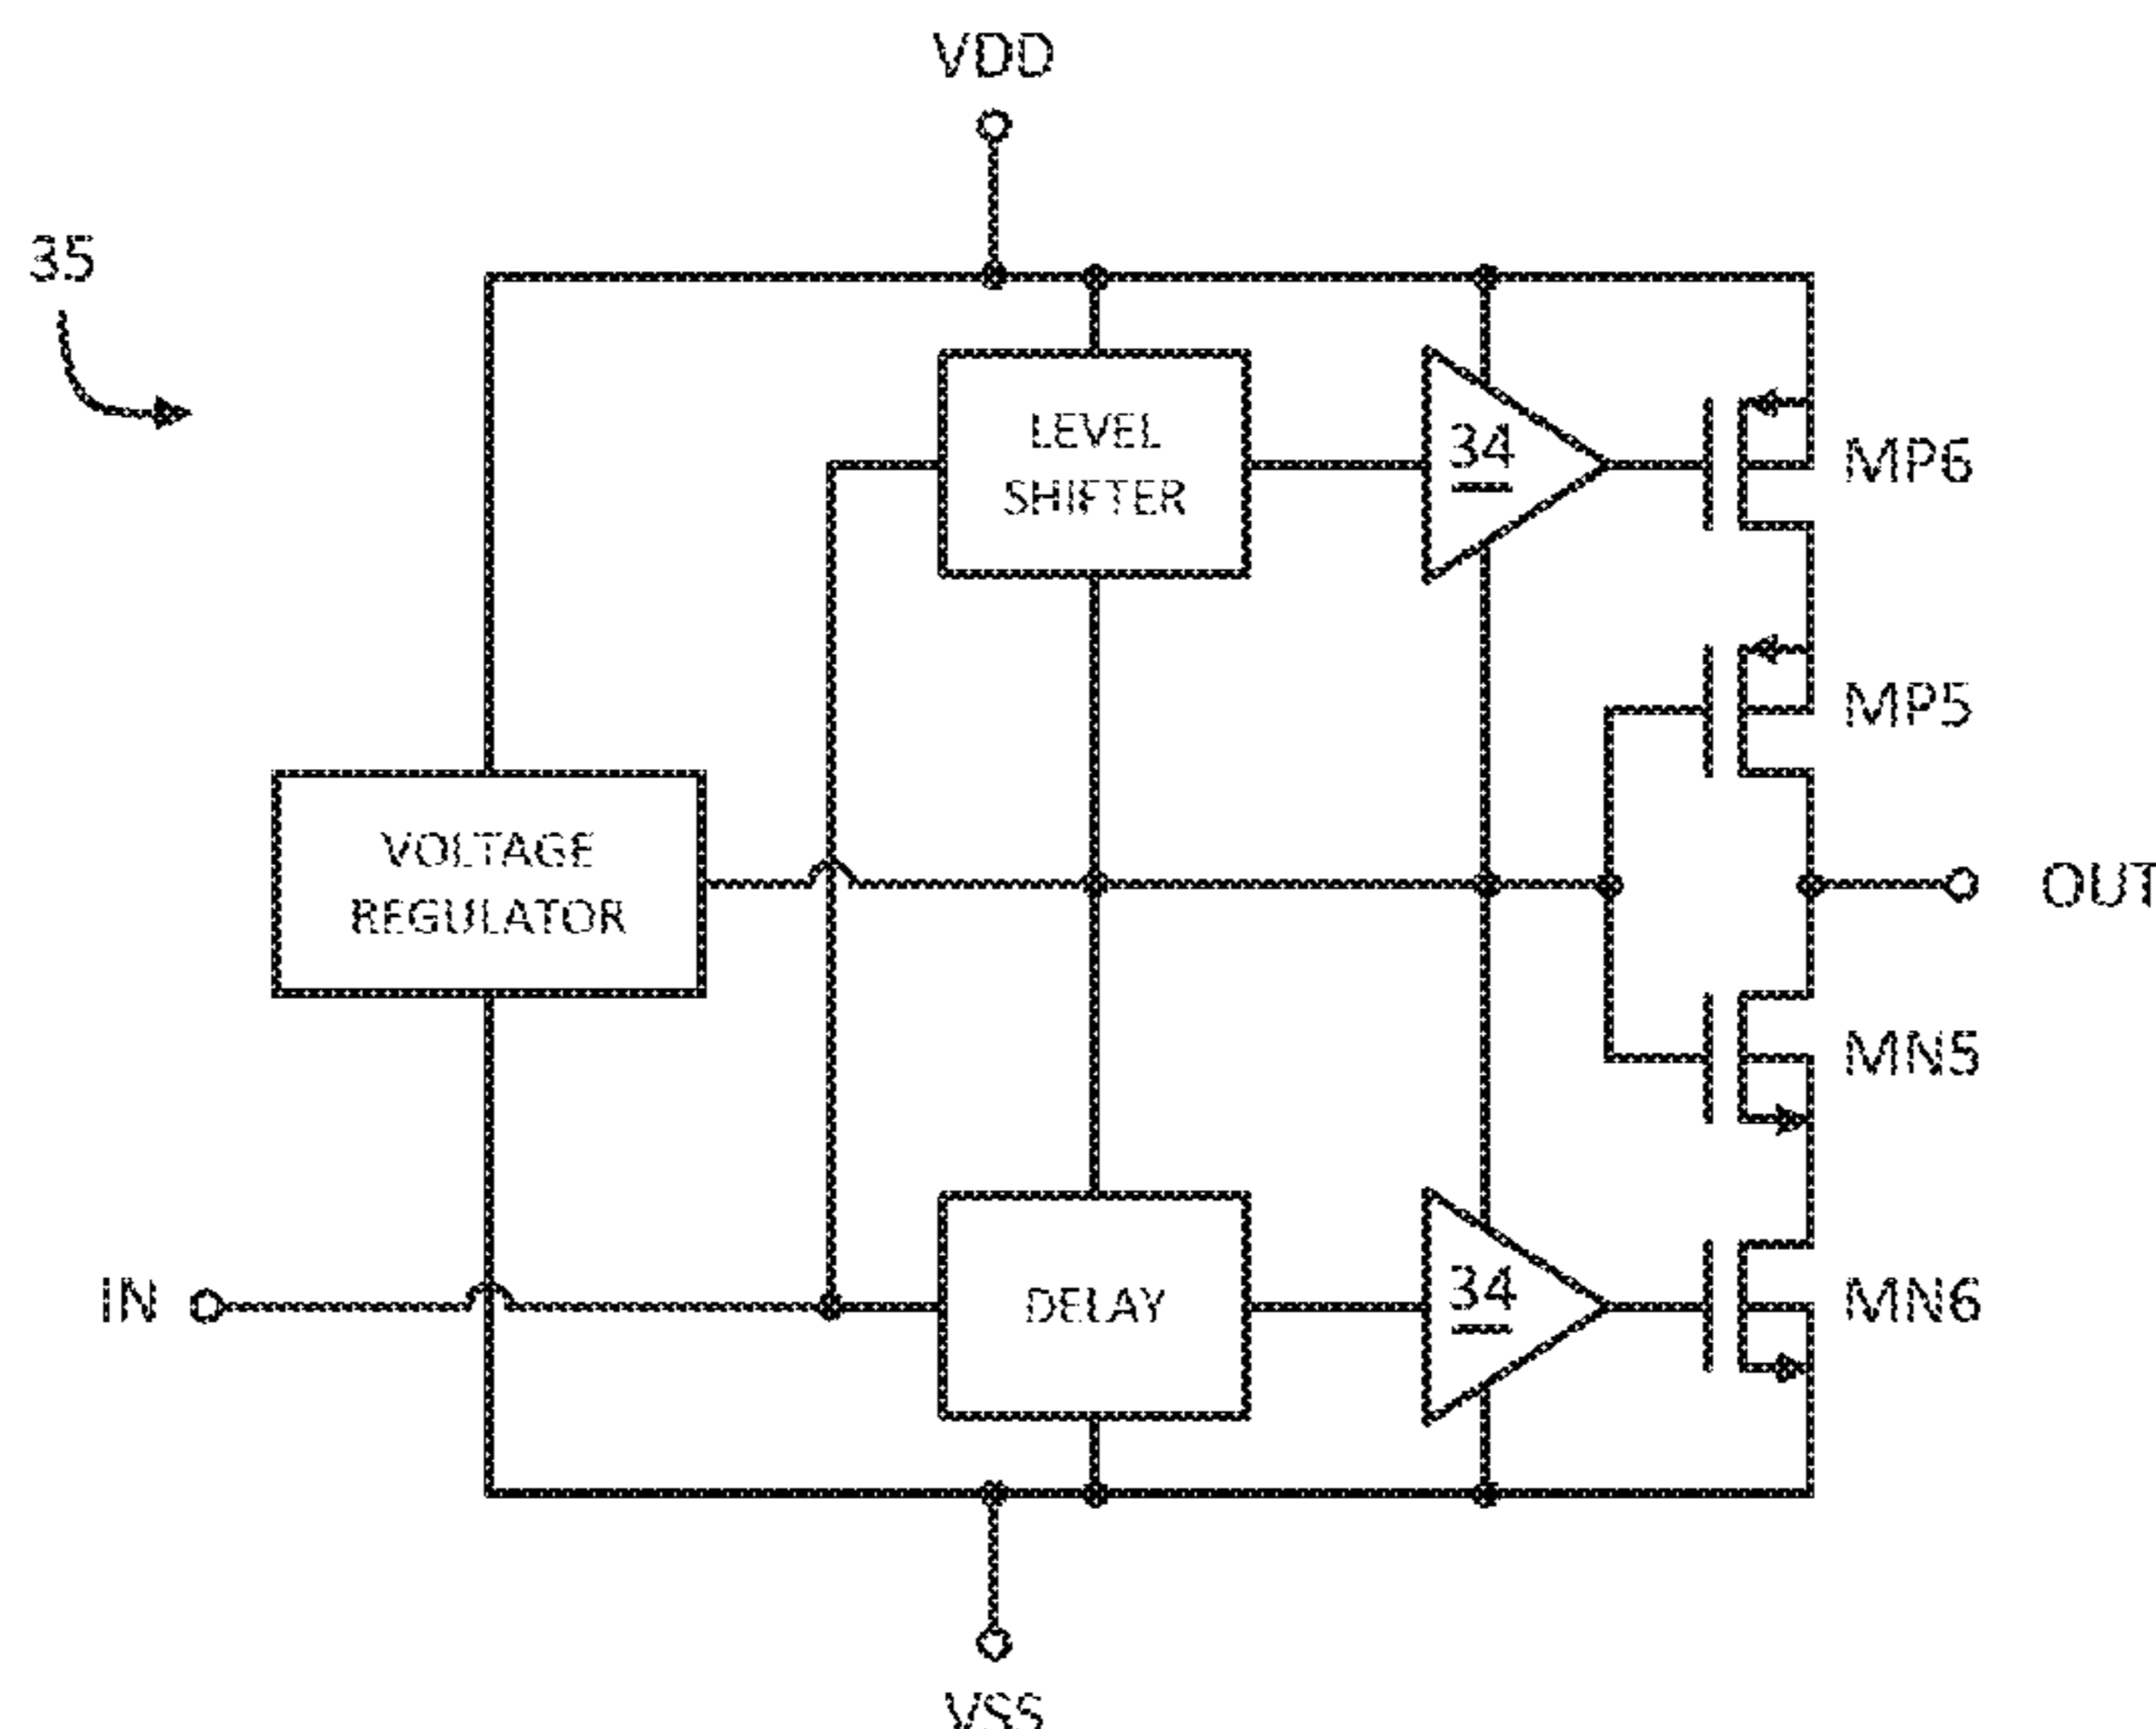 VDD
35
LEVEL
SHIFTER
34
MP6
MP5
VOLTAGE
REGULATOR
OUT
MN5
IN
DELAY
34
MN6
VSS